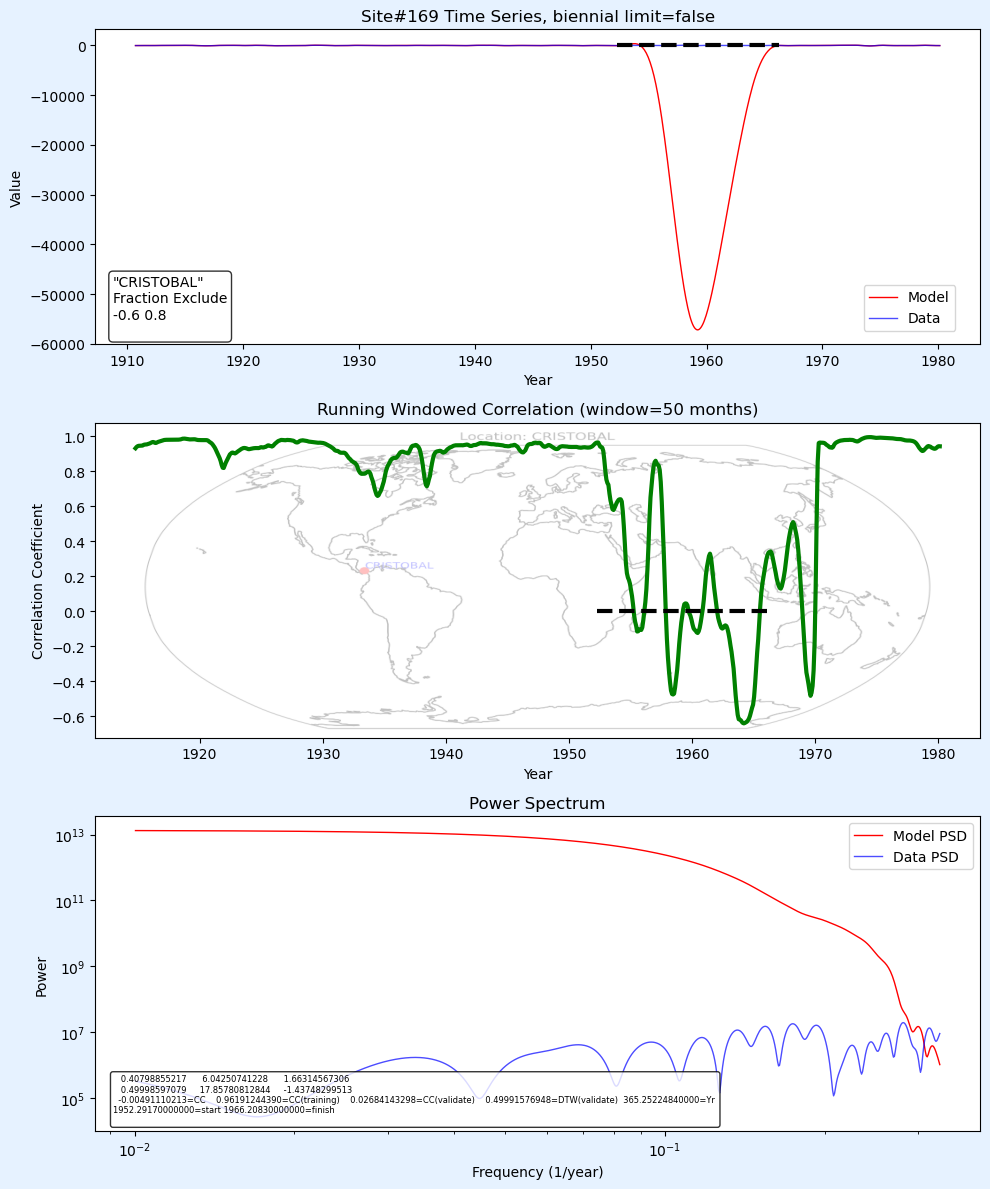 Site#169 Time Series, biennial limit=false
0
−10000
−20000
−30000
−40000
−50000
−60000
Value
"CRISTOBAL"
Fraction Exclude
-0.6 0.8
Model
Data
1910 1920 1930 1940 1950 1960 1970 1980
Year
Running Windowed Correlation (window=50 months)
Location: CRISTOBAL
1.0
0.8
0.6
0.4
0.2
0.0
−0.2
−0.4
−0.6
Correlation Coefficient
CRISTOBAL
1920 1930 1940 1950 1960 1970 1980
Year
Power Spectrum
10^13
10^11
10^9
10^7
10^5
Power
Model PSD
Data PSD
0.40798855217 6.04250741228 1.66314567306
0.49998597079 17.85780812844 -1.43748299513
-0.00491110213=CC 0.96191244390=CC(training) 0.02684143298=CC(validate) 0.49991576948=DTW(validate) 365.25224840000=Yr
1952.29170000000=start 1966.20830000000=finish
10^−2 10^−1
Frequency (1/year)